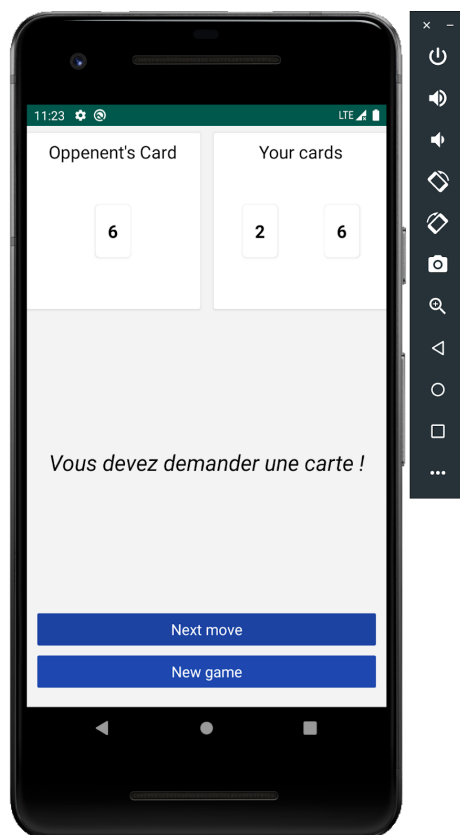 11:23 LTE
Oppenent's Card
Your cards
6
2 6
Vous devez demander une carte !
Next move
New game